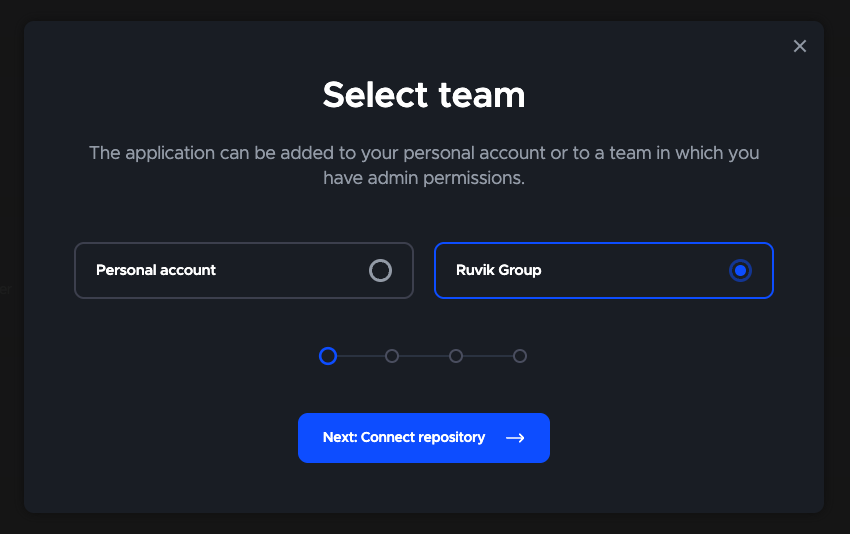 Select team
The application can be added to your personal account or to a team in which you
have admin permissions.
Personal account
Ruvik Group
Next: Connect repository